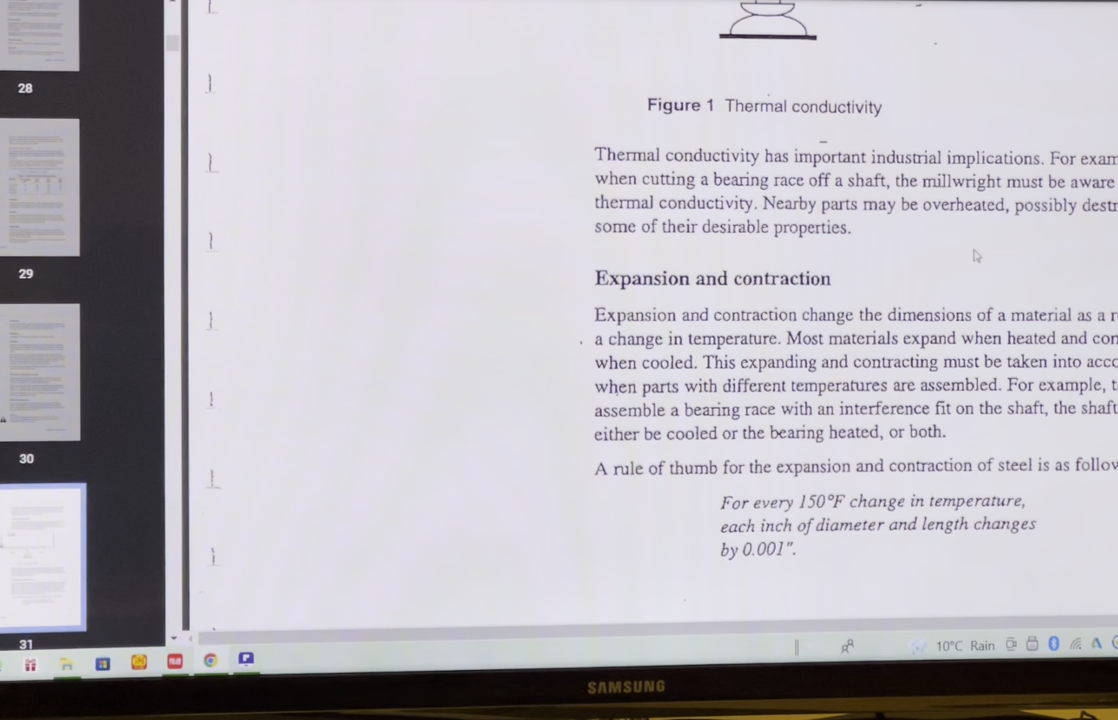 28
29
30
31
Figure 1 Thermal conductivity
Thermal conductivity has important industrial implications. For exam
when cutting a bearing race off a shaft, the millwright must be aware
thermal conductivity. Nearby parts may be overheated, possibly destr
some of their desirable properties.
Expansion and contraction
Expansion and contraction change the dimensions of a material as a r
a change in temperature. Most materials expand when heated and con
when cooled. This expanding and contracting must be taken into acco
when parts with different temperatures are assembled. For example, t
assemble a bearing race with an interference fit on the shaft, the shaft
either be cooled or the bearing heated, or both.
A rule of thumb for the expansion and contraction of steel is as follow
For every 150°F change in temperature,
each inch of diameter and length changes
by 0.001".
10°C Rain
SAMSUNG